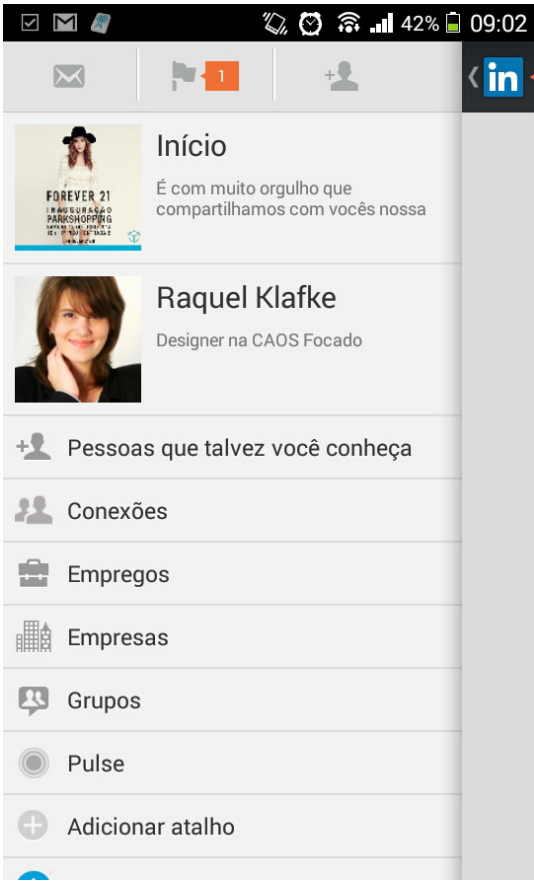 42% 09:02
1
in
Início
É com muito orgulho que
compartilhamos com vocês nossa
FOREVER 21
INAUGURAÇÃO
PARKSHOPPING
Raquel Klafke
Designer na CAOS Focado
Pessoas que talvez você conheça
Conexões
Empregos
Empresas
Grupos
Pulse
Adicionar atalho